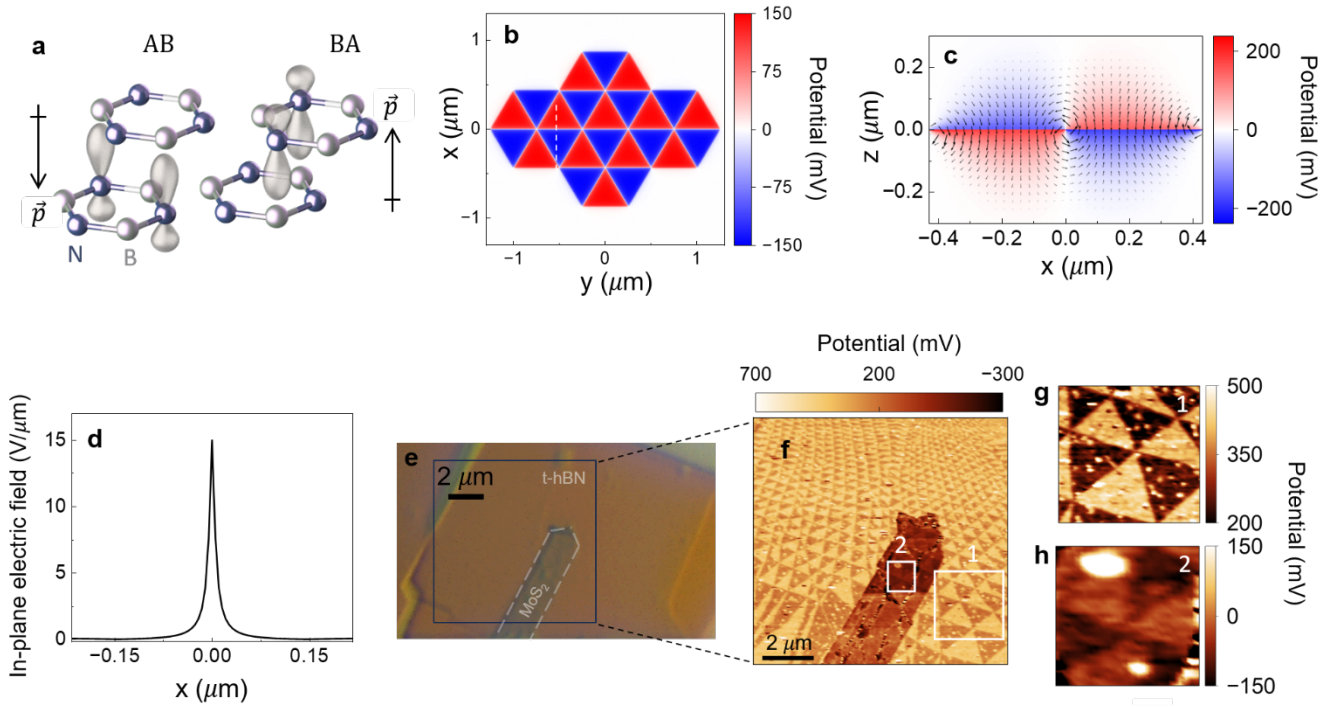 a
AB
BA
p⃗
p⃗
N
B
b
1
0
−1
x (μm)
−1
0
1
y (μm)
150
75
0
−75
−150
Potential (mV)
c
0.2
0.0
−0.2
z (μm)
−0.4
−0.2
0.0
0.2
0.4
x (μm)
200
100
0
−100
−200
Potential (mV)
d
15
10
5
0
In-plane electric field (V/μm)
−0.15
0.00
0.15
x (μm)
e
2 μm
t-hBN
MoS₂
Potential (mV)
700
200
−300
f
2
1
2 μm
g
1
500
400
300
200
h
2
150
0
−150
Potential (mV)